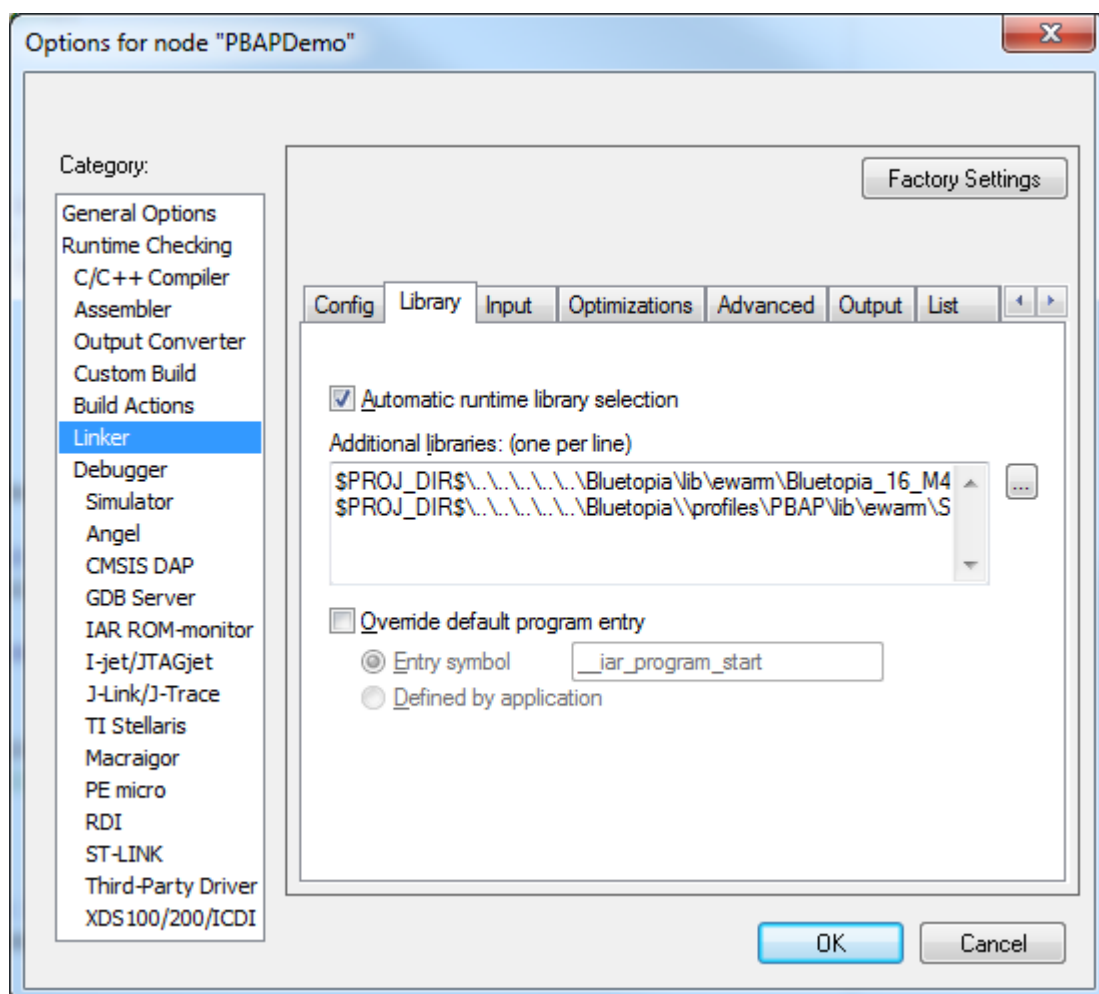 Options for node "PBAPDemo"
Category:
General Options
Runtime Checking
C/C++ Compiler
Assembler
Output Converter
Custom Build
Build Actions
Linker
Debugger
Simulator
Angel
CMSIS DAP
GDB Server
IAR ROM-monitor
I-jet/JTAGjet
J-Link/J-Trace
TI Stellaris
Macraigor
PE micro
RDI
ST-LINK
Third-Party Driver
XDS100/200/ICDI
Factory Settings
Config Library Input Optimizations Advanced Output List
Automatic runtime library selection
Additional libraries: (one per line)
$PROJ_DIR$\..\..\..\..\..\Bluetopia\lib\ewarm\Bluetopia_16_M4
$PROJ_DIR$\..\..\..\..\..\Bluetopia\\profiles\PBAP\lib\ewarm\S
...
Override default program entry
Entry symbol __iar_program_start
Defined by application
OK Cancel